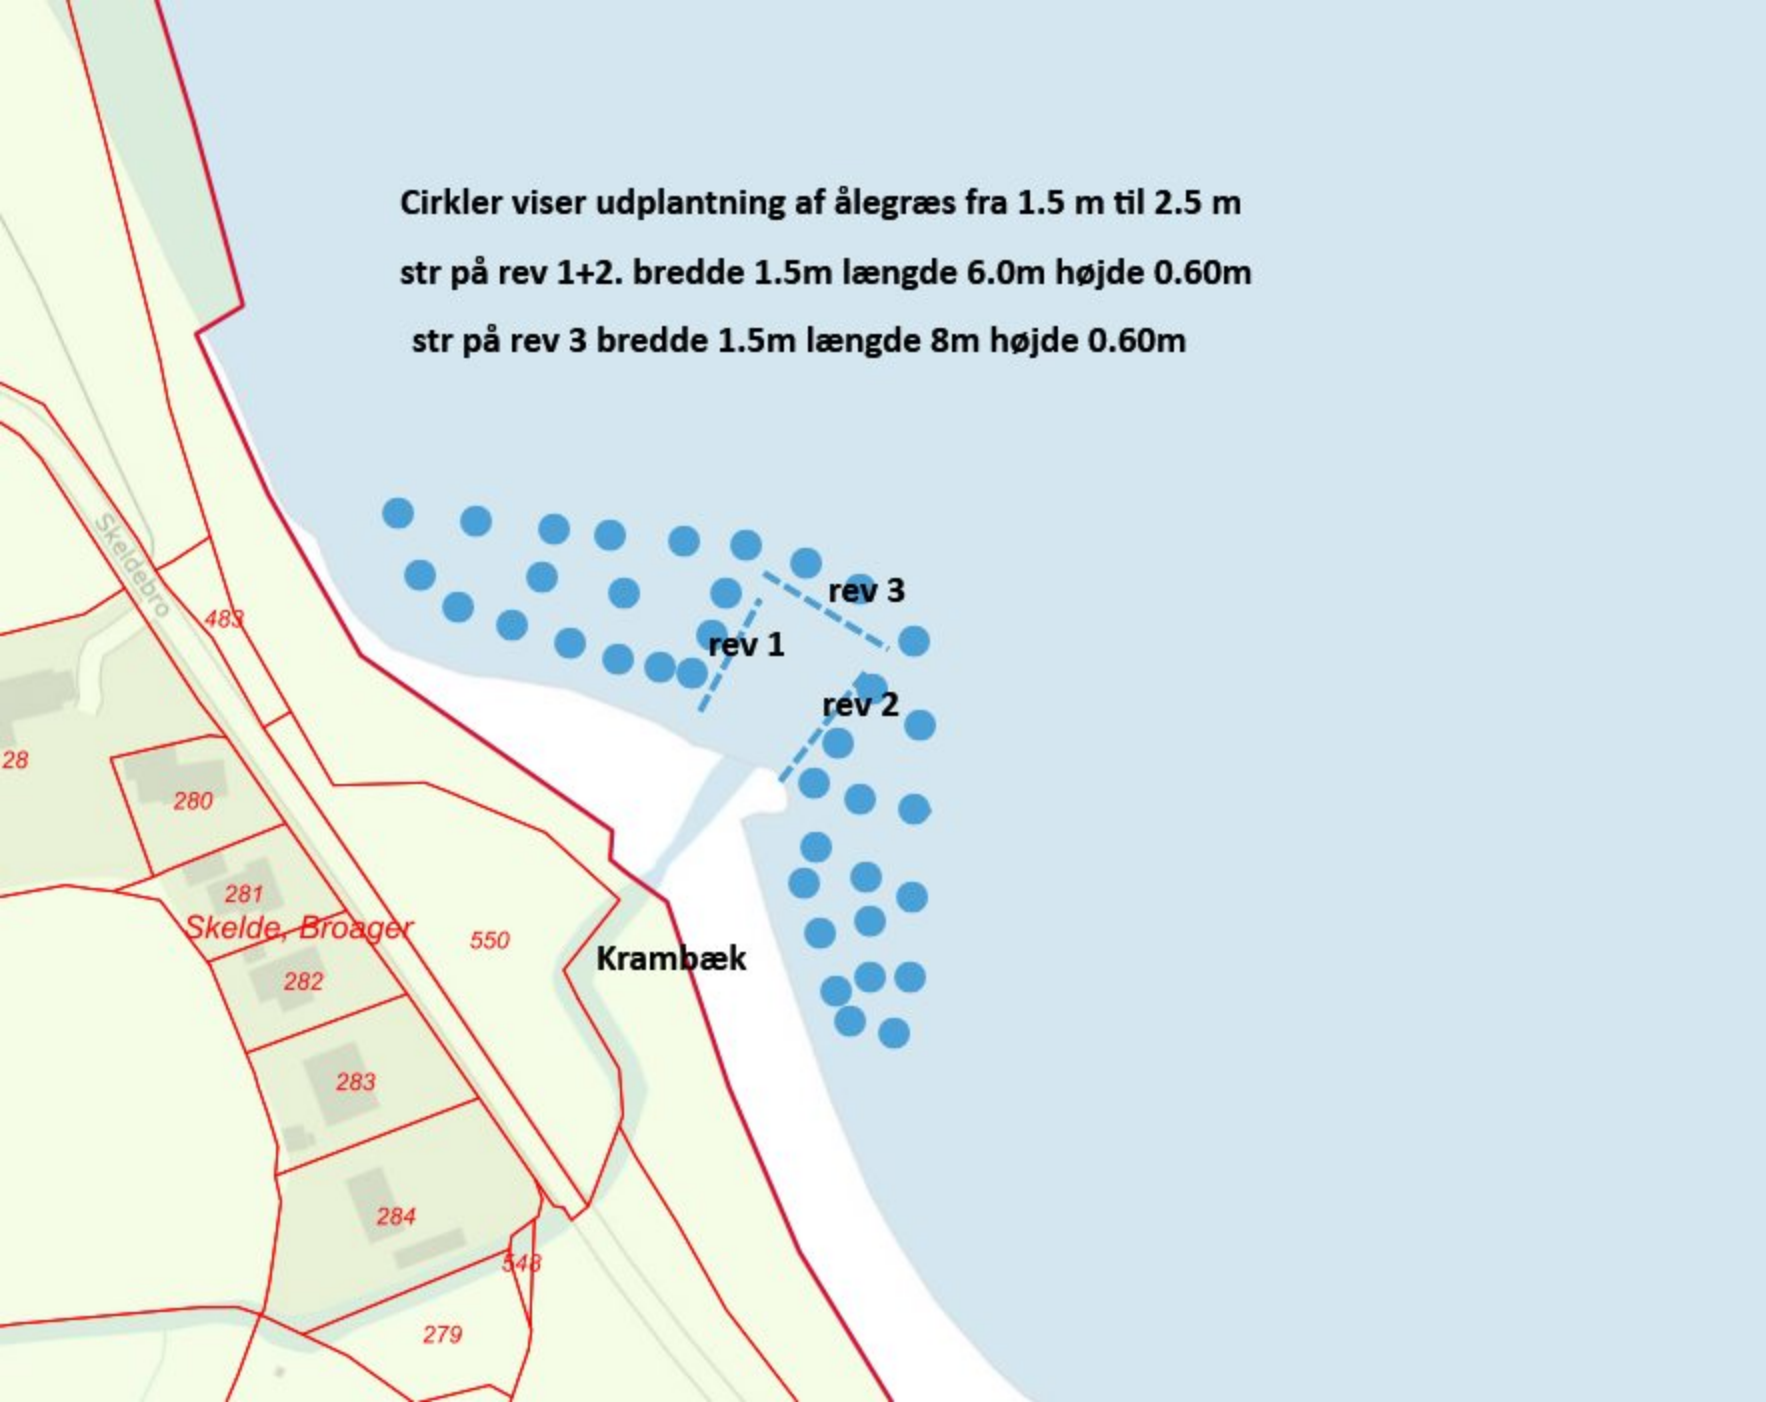 Cirkler viser udplantning af ålegræs fra 1.5 m til 2.5 m
str på rev 1+2. bredde 1.5m længde 6.0m højde 0.60m
str på rev 3 bredde 1.5m længde 8m højde 0.60m
Skeldebro
rev 3
483
rev 1
rev 2
28
280
281
Skelde, Broager
550
Krambæk
282
283
284
548
279